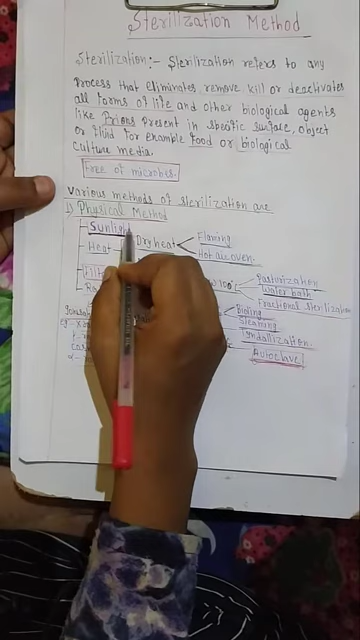 Sterilization Method
Sterilization:- Sterilization refers to any
Process that eliminates, remove, kill or deactivates
all forms of life and other biological agents
like Prions present in specific surface, object
or fluid for example food or biological
culture media.
Free of microbes.
Various methods of sterilization are
1) Physical Method
Sunlight
Heat Dry heat Flaming
Hot air oven.
100°c Pasturization
Water bath
Fractional sterilization
Boiling
Steaming
Tyndallization.
Autoclave